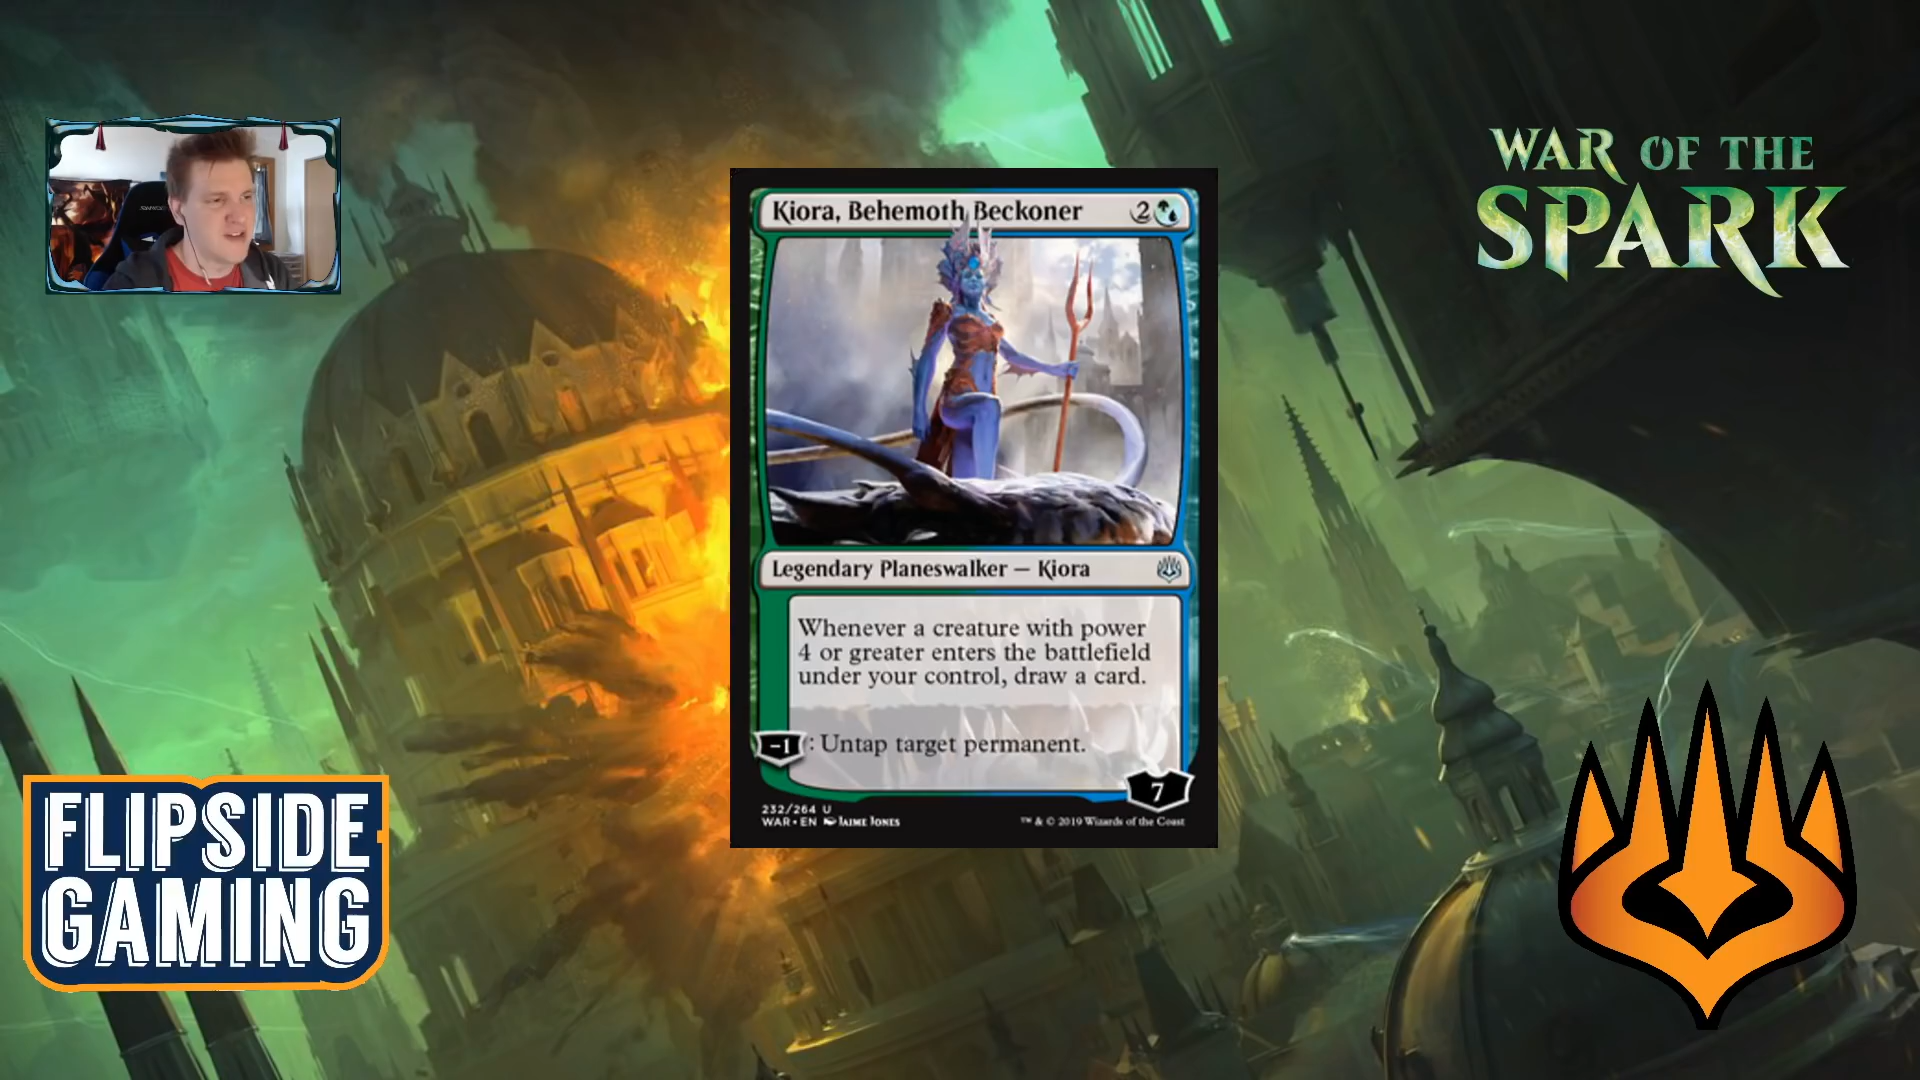 WAR OF THE
SPARK
Kiora, Behemoth Beckoner 2
Legendary Planeswalker — Kiora
Whenever a creature with power
4 or greater enters the battlefield
under your control, draw a card.
-1: Untap target permanent.
7
232/264 U
WAR • EN Jaime Jones
™ & © 2019 Wizards of the Coast
FLIPSIDE
GAMING